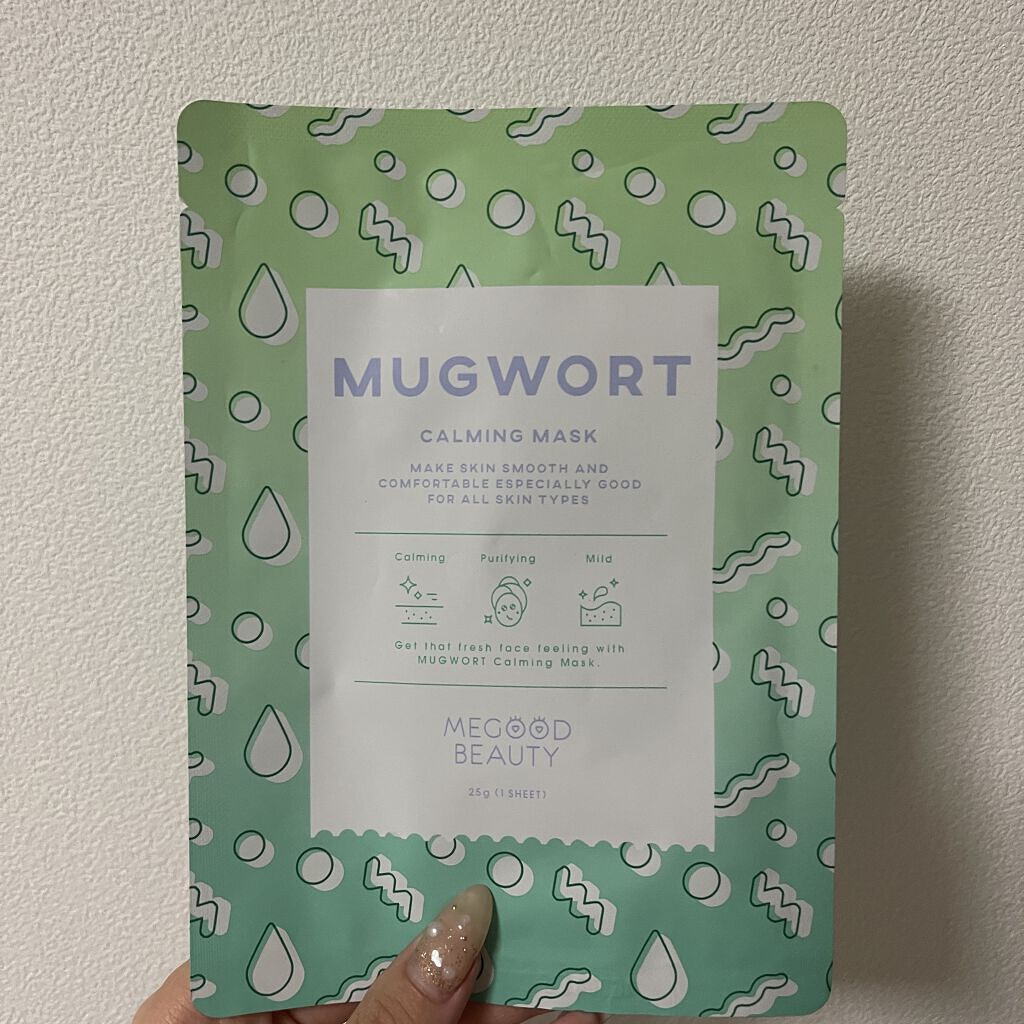 MUGWORT
CALMING MASK
MAKE SKIN SMOOTH AND
COMFORTABLE ESPECIALLY GOOD
FOR ALL SKIN TYPES
Calming Purifying Mild
Get that fresh face feeling with
MUGWORT Calming Mask.
MEGOOD
BEAUTY
25g (1 SHEET)